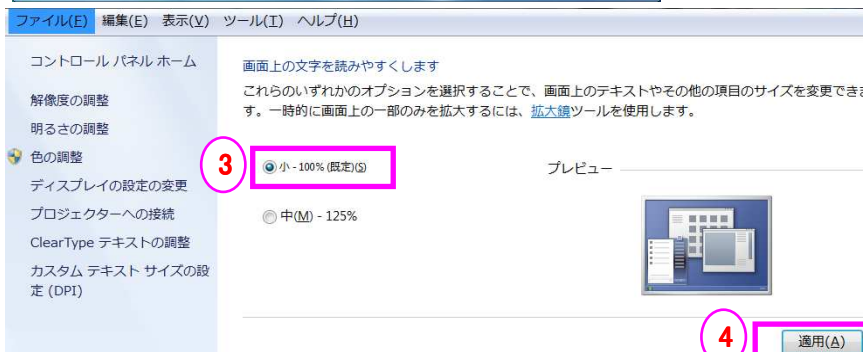 ファイル(F) 編集(E) 表示(V) ツール(T) ヘルプ(H)
コントロール パネル ホーム
解像度の調整
明るさの調整
色の調整
ディスプレイの設定の変更
プロジェクターへの接続
ClearType テキストの調整
カスタム テキスト サイズの設
定 (DPI)
画面上の文字を読みやすくします
これらのいずれかのオプションを選択することで、画面上のテキストやその他の項目のサイズを変更できま
す。一時的に画面上の一部のみを拡大するには、拡大鏡ツールを使用します。
3
小 - 100% (既定)(S)
プレビュー
中(M) - 125%
4
適用(A)